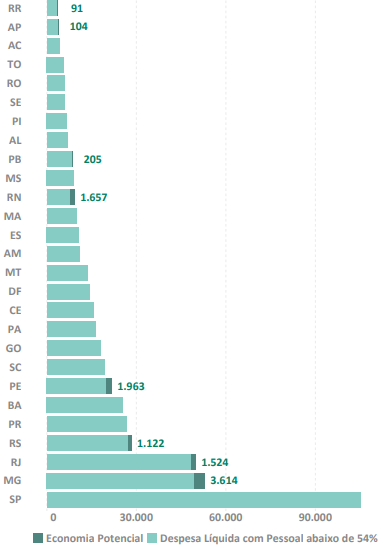 RR 91
AP 104
AC
TO
RO
SE
PI
AL
PB 205
MS
RN 1.657
MA
ES
AM
MT
DF
CE
PA
GO
SC
PE 1.963
BA
PR
RS 1.122
RJ 1.524
MG 3.614
SP
0 30.000 60.000 90.000
Economia Potencial Despesa Líquida com Pessoal abaixo de 54%